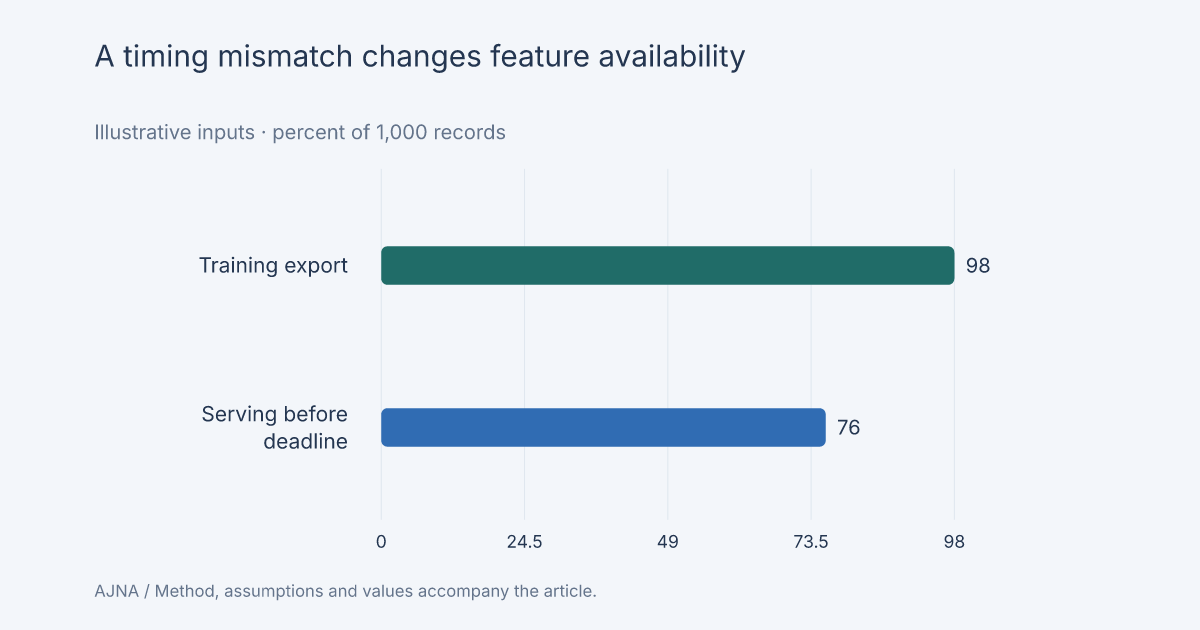 A timing mismatch changes feature availability
Illustrative inputs · percent of 1,000 records
Training export
98
Serving before
deadline
76
0
24.5
49
73.5
98
AJNA / Method, assumptions and values accompany the article.